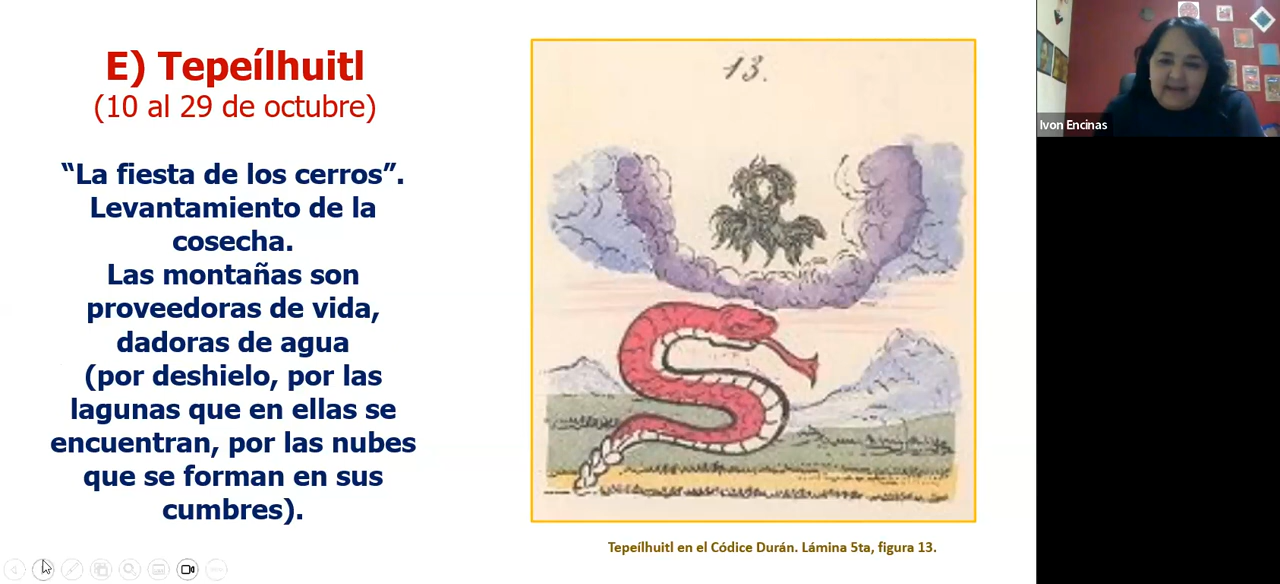 E) Tepeílhuitl
(10 al 29 de octubre)
“La fiesta de los cerros”.
Levantamiento de la
cosecha.
Las montañas son
proveedoras de vida,
dadoras de agua
(por deshielo, por las
lagunas que en ellas se
encuentran, por las nubes
que se forman en sus
cumbres).
13.
Tepeílhuitl en el Códice Durán. Lámina 5ta, figura 13.
Ivon Encinas